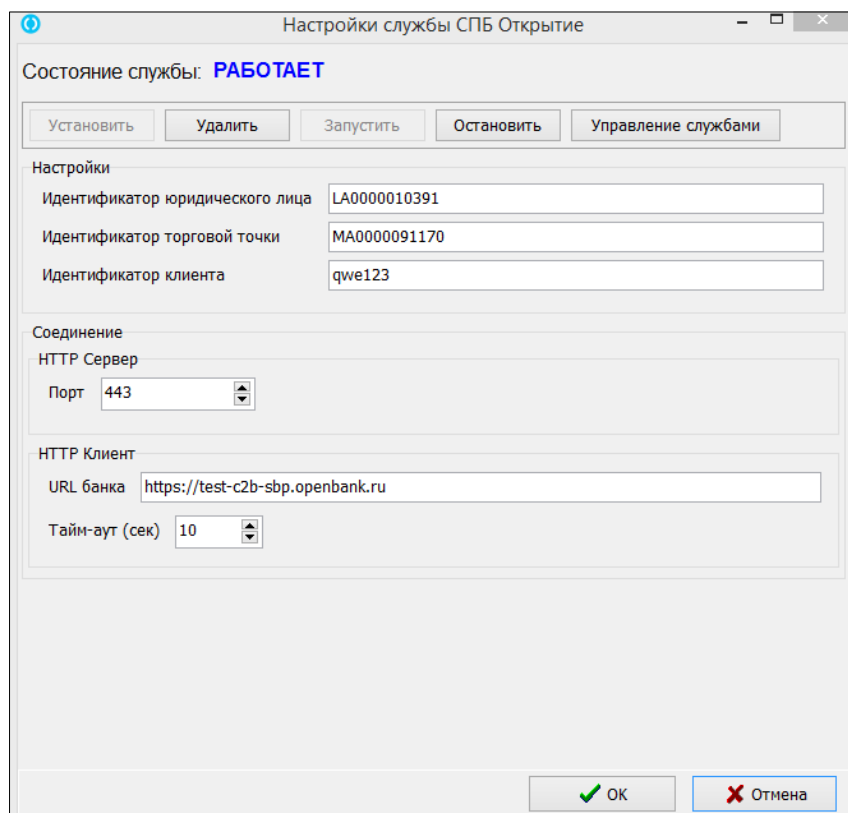 Настройки службы СПБ Открытие
Состояние службы: РАБОТАЕТ
Установить Удалить Запустить Остановить Управление службами
Настройки
Идентификатор юридического лица LA0000010391
Идентификатор торговой точки MA0000091170
Идентификатор клиента qwe123
Соединение
HTTP Сервер
Порт 443
HTTP Клиент
URL банка https://test-c2b-sbp.openbank.ru
Тайм-аут (сек) 10
OK Отмена